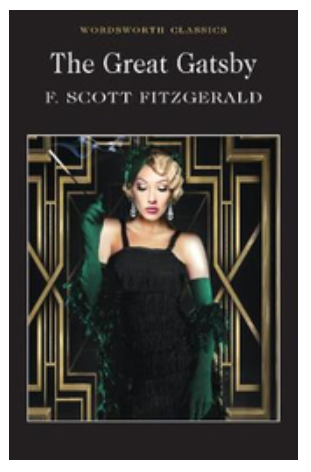 WORDSWORTH CLASSICS
The Great Gatsby
F. SCOTT FITZGERALD